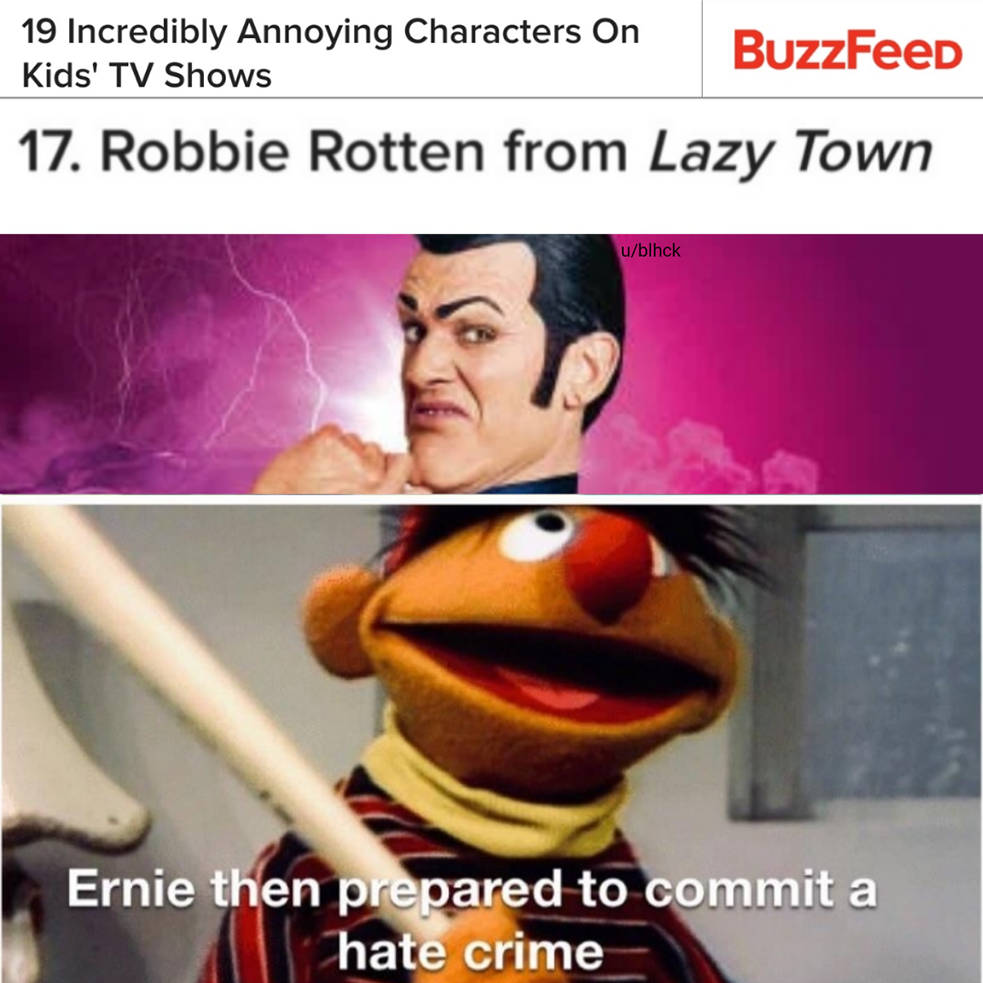 19 Incredibly Annoying Characters On
Kids' TV Shows
BuzzFeed
17. Robbie Rotten from Lazy Town
u/blhck
Ernie then prepared to commit a
hate crime